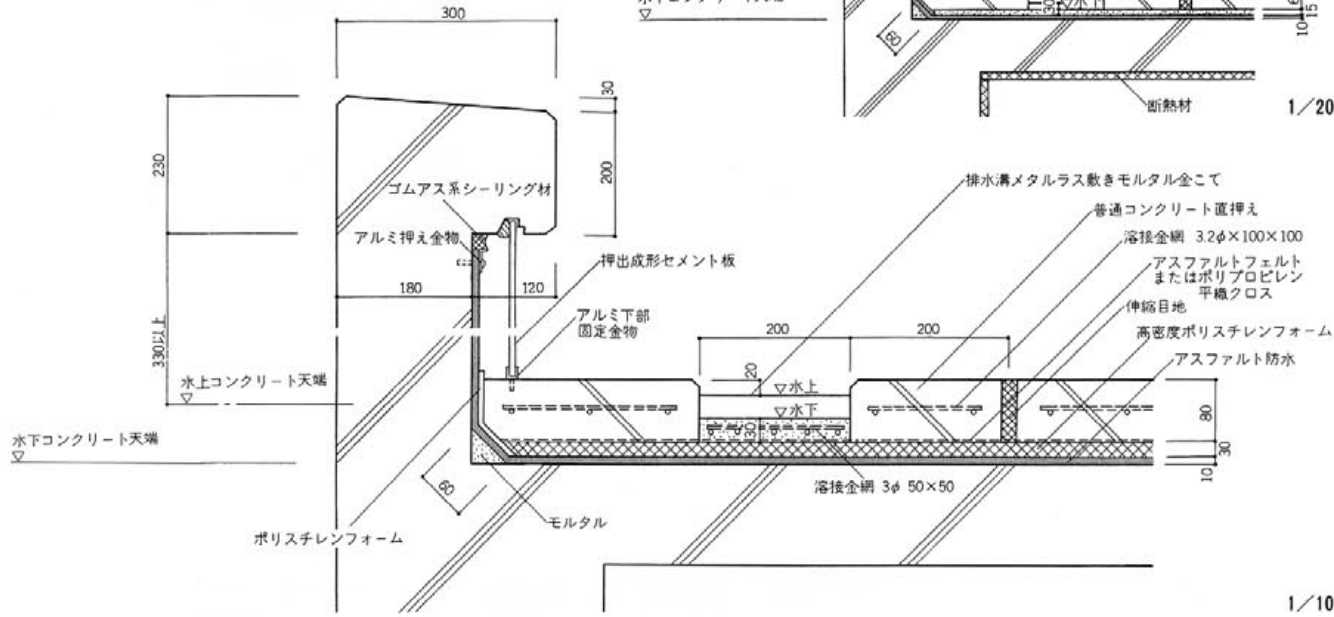 300
30
10 15
60
断熱材
1/20
30
230
200
ゴムアス系シーリング材
アルミ押え金物
押出成形セメント板
180
120
アルミ下部
固定金物
330以上
水上コンクリート天端
水下コンクリート天端
排水溝メタルラス敷きモルタル金ごて
普通コンクリート直押え
溶接金網 3.2φ×100×100
アスファルトフェルト
またはポリプロピレン
平織クロス
伸縮目地
高密度ポリスチレンフォーム
アスファルト防水
200
200
20
水上
水下
30
80
30
10
溶接金網 3φ 50×50
60
モルタル
ポリスチレンフォーム
1/10